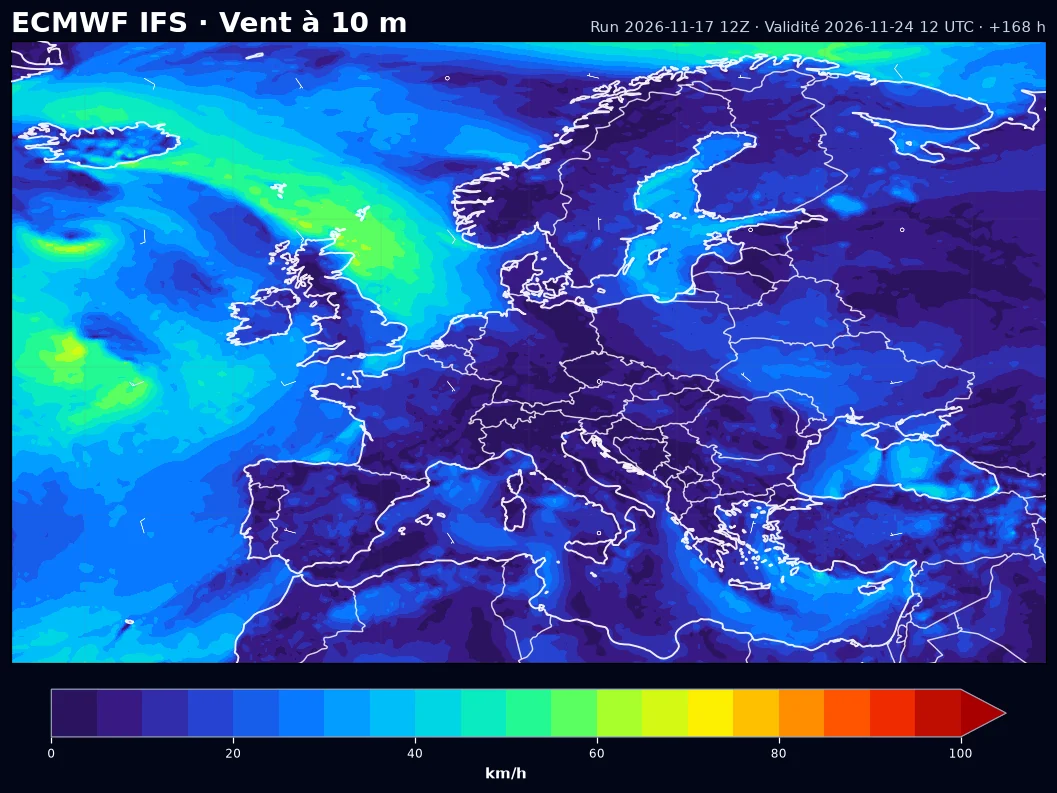 ECMWF IFS · Vent à 10 m
Run 2026-11-17 12Z · Validité 2026-11-24 12 UTC · +168 h
0 20 40 60 80 100
km/h